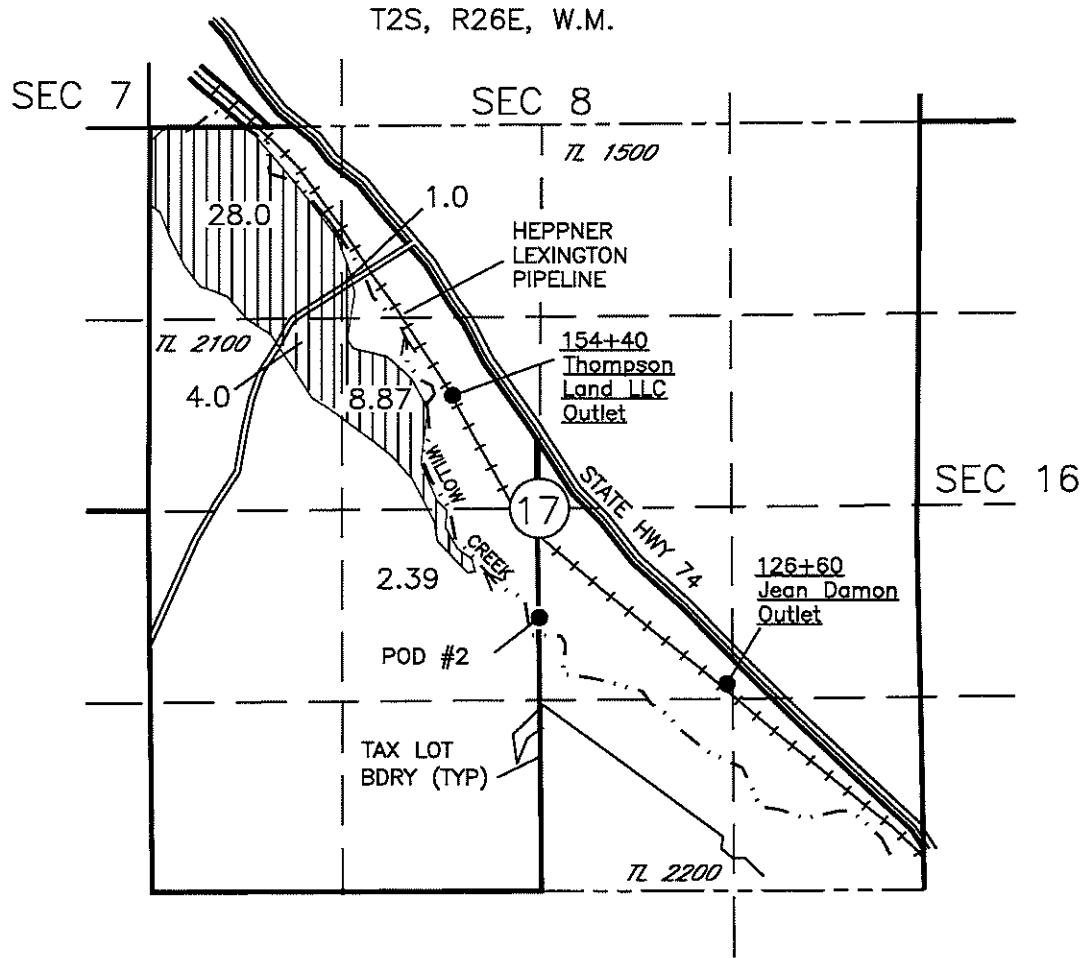 T2S, R26E, W.M.
SEC 7
SEC 8
TL 1500
28.0
1.0
HEPPNER
LEXINGTON
PIPELINE
TL 2100
154+40
Thompson
Land LLC
Outlet
4.0
8.87
WILLOW
CREEK
17
STATE HWY 74
SEC 16
2.39
126+60
Jean Damon
Outlet
POD #2
TAX LOT
BDRY (TYP)
TL 2200